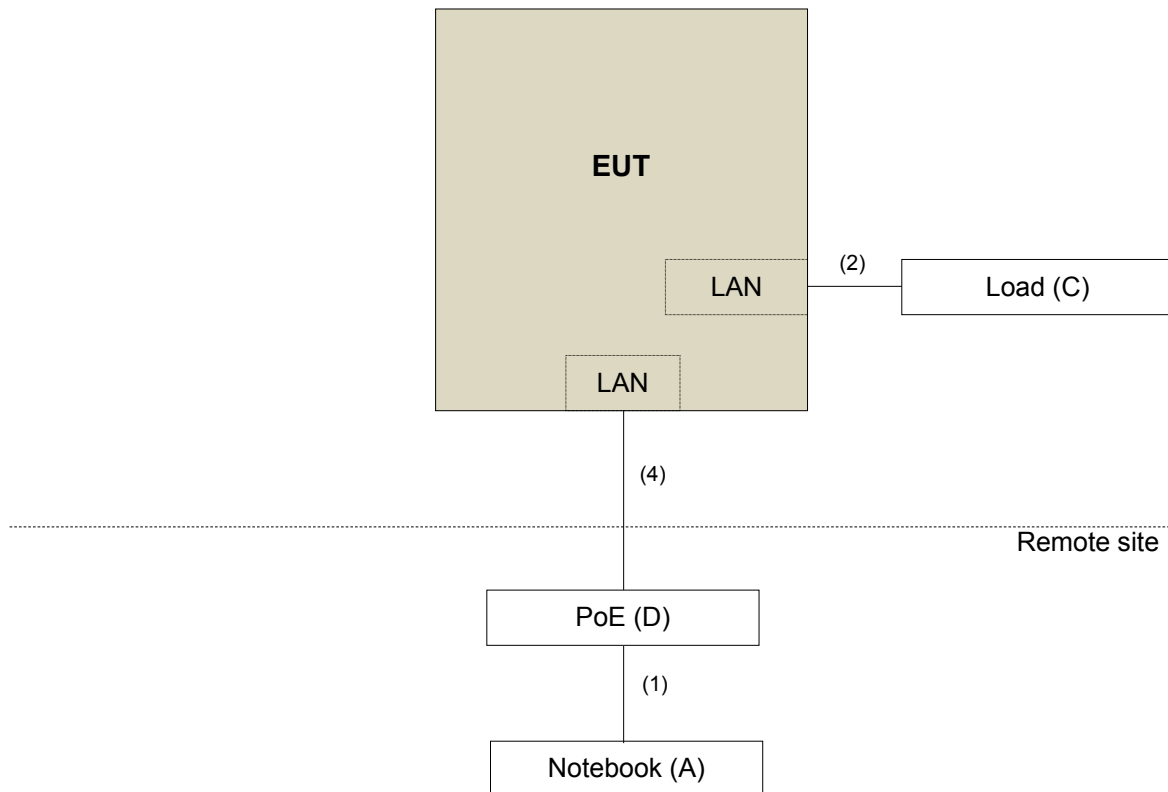 EUT
(2)
LAN
Load (C)
LAN
(4)
Remote site
PoE (D)
(1)
Notebook (A)